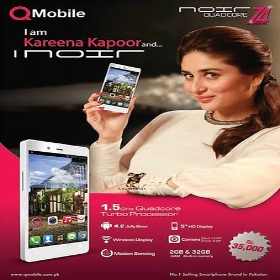 QMobile
NOIR
QUADCORE Z4
I am
Kareena Kapoor and...
NOIR
1.5GHz Quadcore
Turbo Processor
4.2 Jelly Bean
5" HD Display
Wireless Display
Camera
Motion Sensing
2GB & 32GB
Rs
35,000
www.qmobile.com.pk
No.1 Selling Smartphone Brand in Pakistan